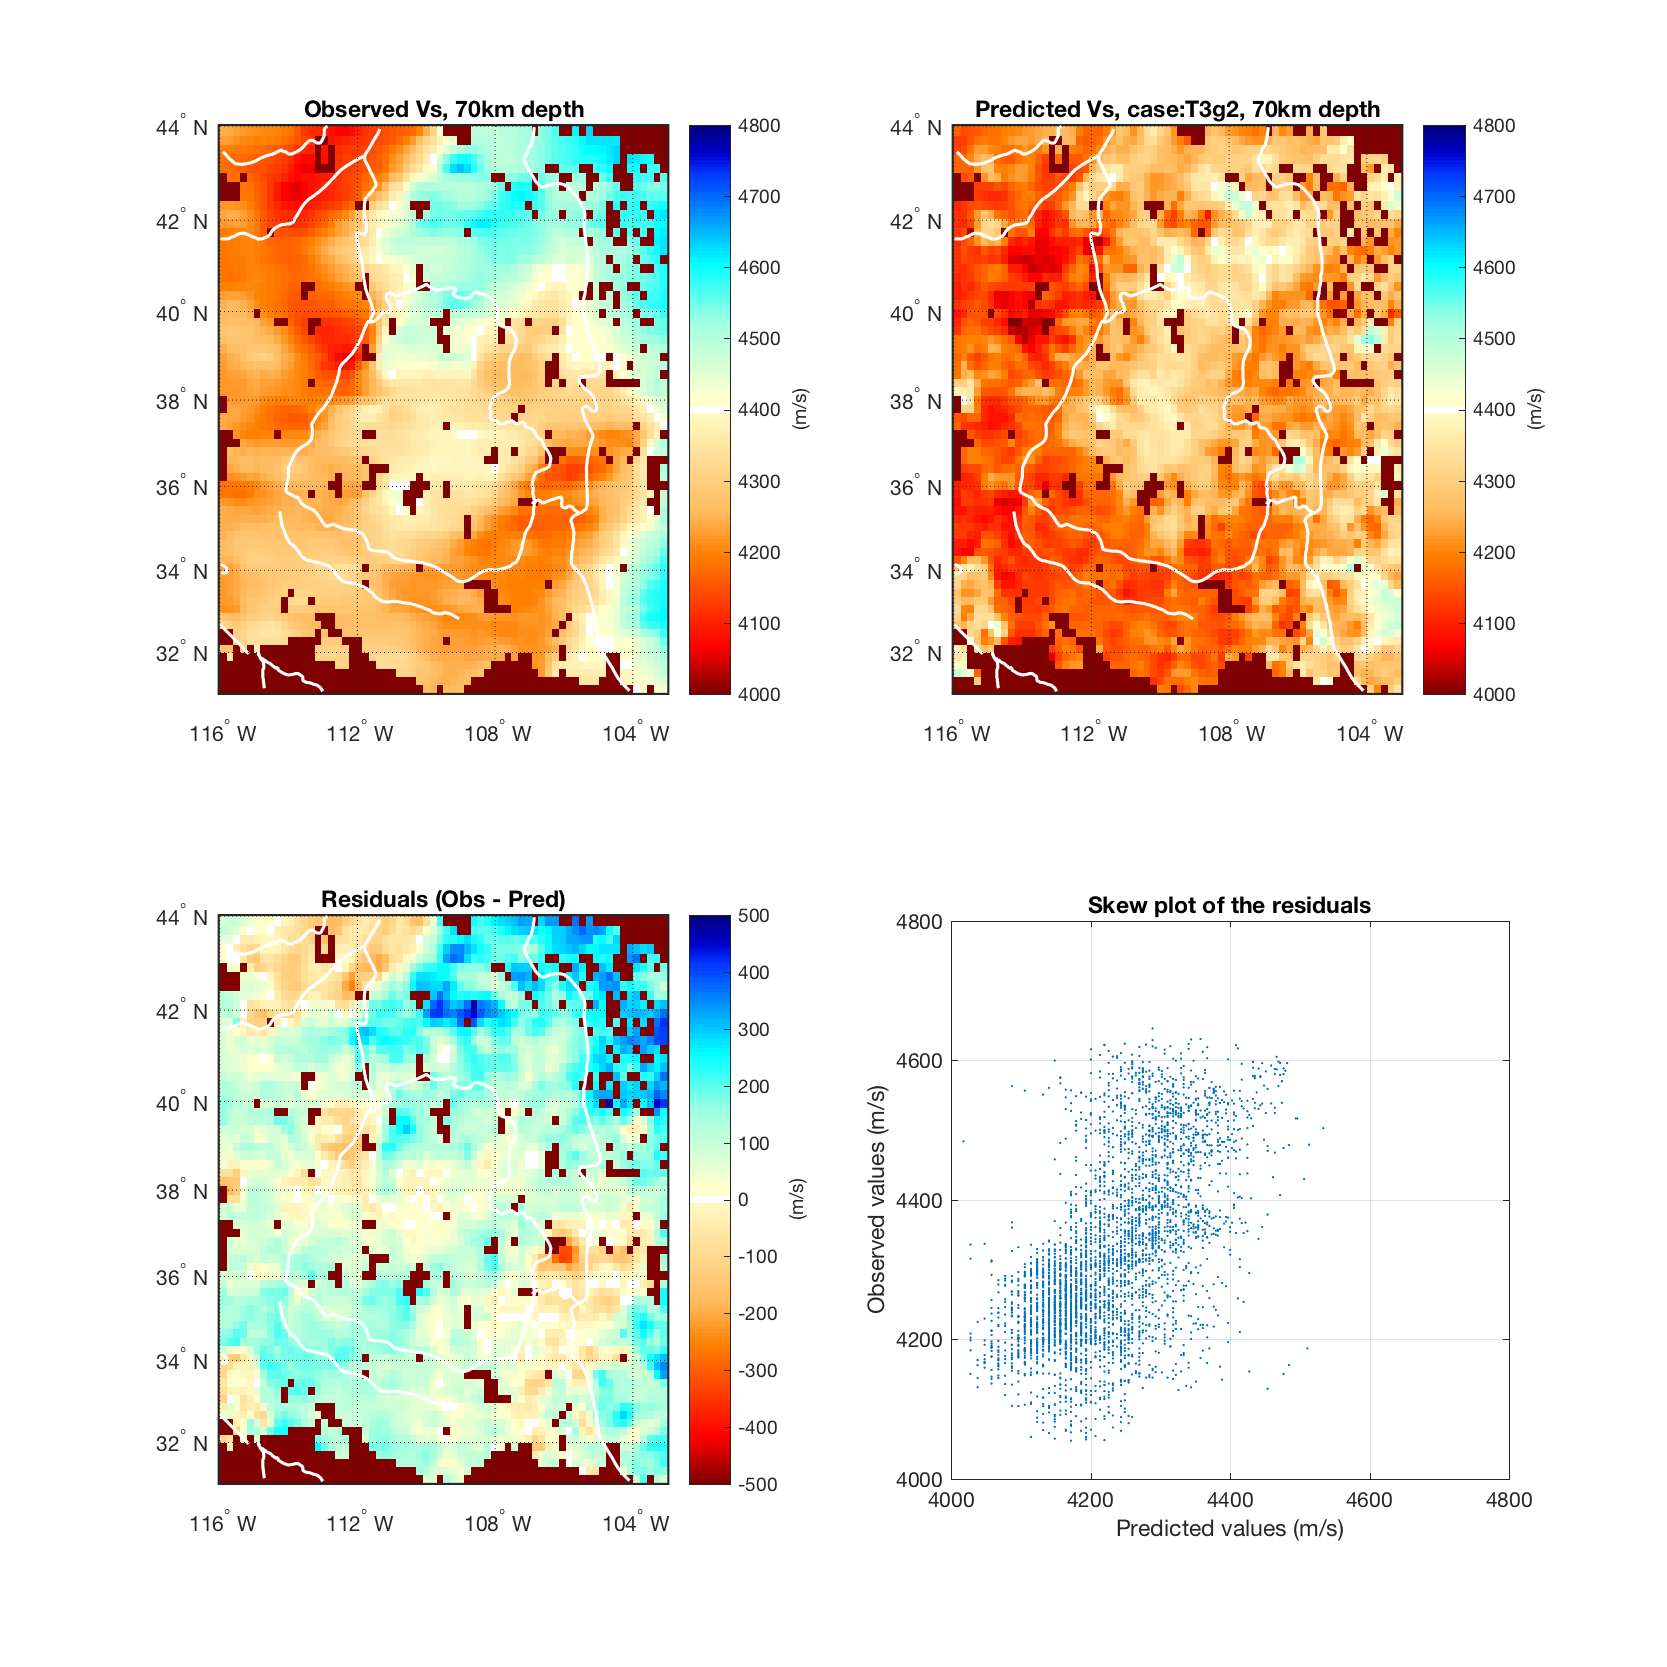 Observed Vs, 70km depth
44° N
42° N
40° N
38° N
36° N
34° N
32° N
116° W
112° W
108° W
104° W
4800
4700
4600
4500
4400
4300
4200
4100
4000
(m/s)
Predicted Vs, case:T3g2, 70km depth
44° N
42° N
40° N
38° N
36° N
34° N
32° N
116° W
112° W
108° W
104° W
4800
4700
4600
4500
4400
4300
4200
4100
4000
(m/s)
Residuals (Obs - Pred)
44° N
42° N
40° N
38° N
36° N
34° N
32° N
116° W
112° W
108° W
104° W
500
400
300
200
100
0
-100
-200
-300
-400
-500
(m/s)
Skew plot of the residuals
4800
4600
4400
4200
4000
Observed values (m/s)
4000
4200
4400
4600
4800
Predicted values (m/s)